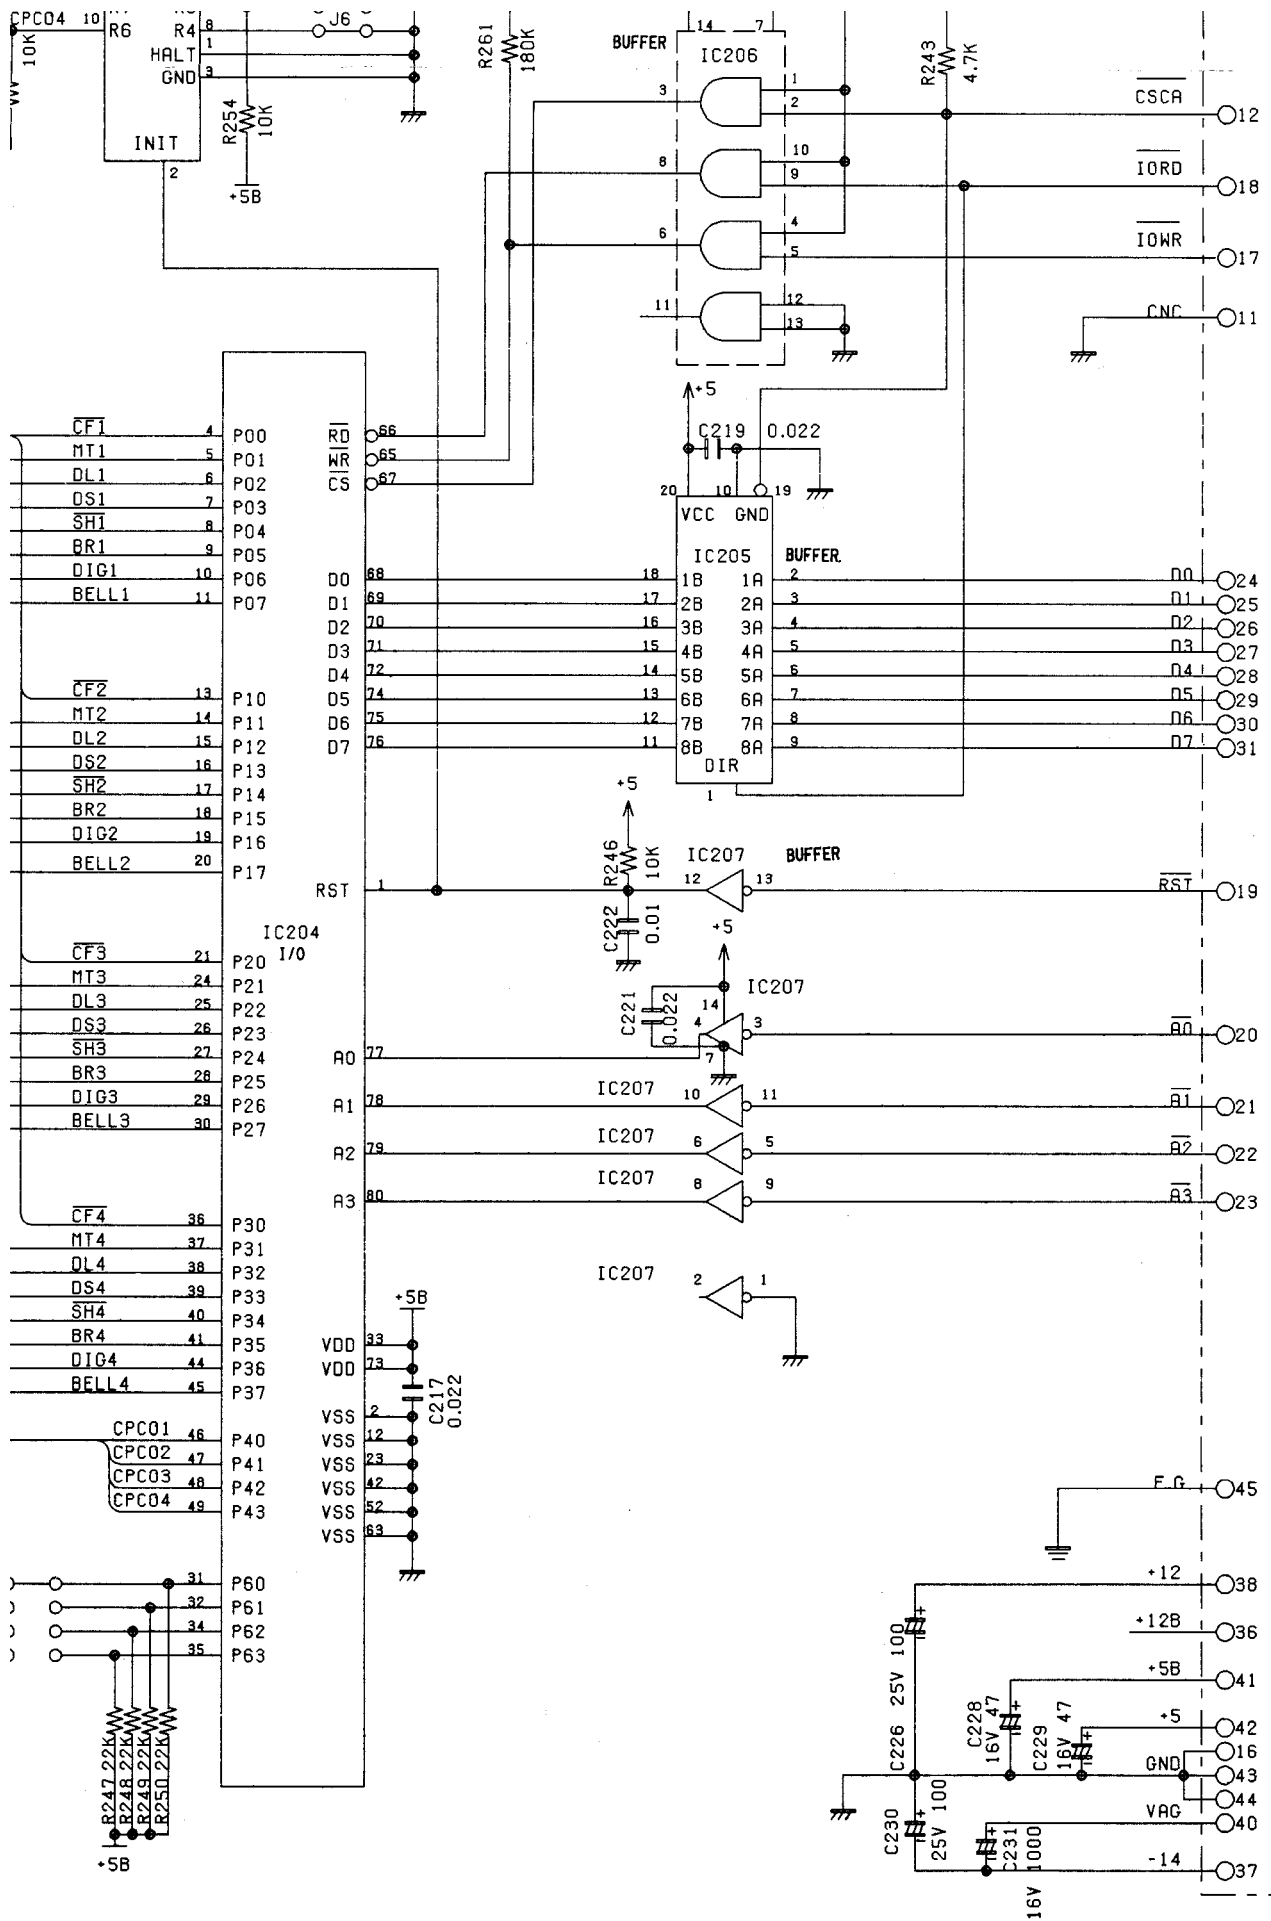 CPC04 10 R6 R4 8 J6
10K
HALT 1
GND 3
INIT
2
R254 10K
+5B
R261 180K
BUFFER
14 7
IC206
R243 4.7K
3 1 2
CSCA 12
8 10 9
IORD 18
6 4 5
IOWR 17
11 12 13
CNC 11
+5
C219 0.022
CF1 4 P00 RD 66
MT1 5 P01 WR 65
DL1 6 P02 CS 67
DS1 7 P03
SH1 8 P04
BR1 9 P05
DIG1 10 P06
BELL1 11 P07
20 10 19
VCC GND
IC205 BUFFER
D0 68 18 1B 1A 2 D0 24
D1 69 17 2B 2A 3 D1 25
D2 70 16 3B 3A 4 D2 26
D3 71 15 4B 4A 5 D3 27
D4 72 14 5B 5A 6 D4 28
D5 74 13 6B 6A 7 D5 29
D6 75 12 7B 7A 8 D6 30
D7 76 11 8B 8A 9 D7 31
DIR
1
CF2 13 P10
MT2 14 P11
DL2 15 P12
DS2 16 P13
SH2 17 P14
BR2 18 P15
DIG2 19 P16
BELL2 20 P17
+5
R246 10K
IC207 BUFFER
RST 1 12 13 RST 19
C222 0.01
IC204
I/O
+5
IC207
C221 0.022
14
4 3
7
A0 20
CF3 21 P20
MT3 24 P21
DL3 25 P22
DS3 26 P23
SH3 27 P24
BR3 28 P25
DIG3 29 P26
BELL3 30 P27
A0 77
IC207
A1 78 10 11 A1 21
IC207
A2 79 6 5 A2 22
IC207
A3 80 8 9 A3 23
IC207 2 1
CF4 36 P30
MT4 37 P31
DL4 38 P32
DS4 39 P33
SH4 40 P34
BR4 41 P35
DIG4 44 P36
BELL4 45 P37
+5B
VDD 33
VDD 73
C217 0.022
VSS 2
VSS 12
VSS 23
VSS 42
VSS 52
VSS 63
CPC01 46 P40
CPC02 47 P41
CPC03 48 P42
CPC04 49 P43
31 P60
32 P61
34 P62
35 P63
R247 22K
R248 22K
R249 22K
R250 22K
+5B
F.G 45
+12 38
+12B 36
+5B 41
+5 42
16
GND 43
44
VAG 40
-14 37
C226 25V 100
C228 16V 47
C229 16V 47
C230 25V 100
C231 16V 1000